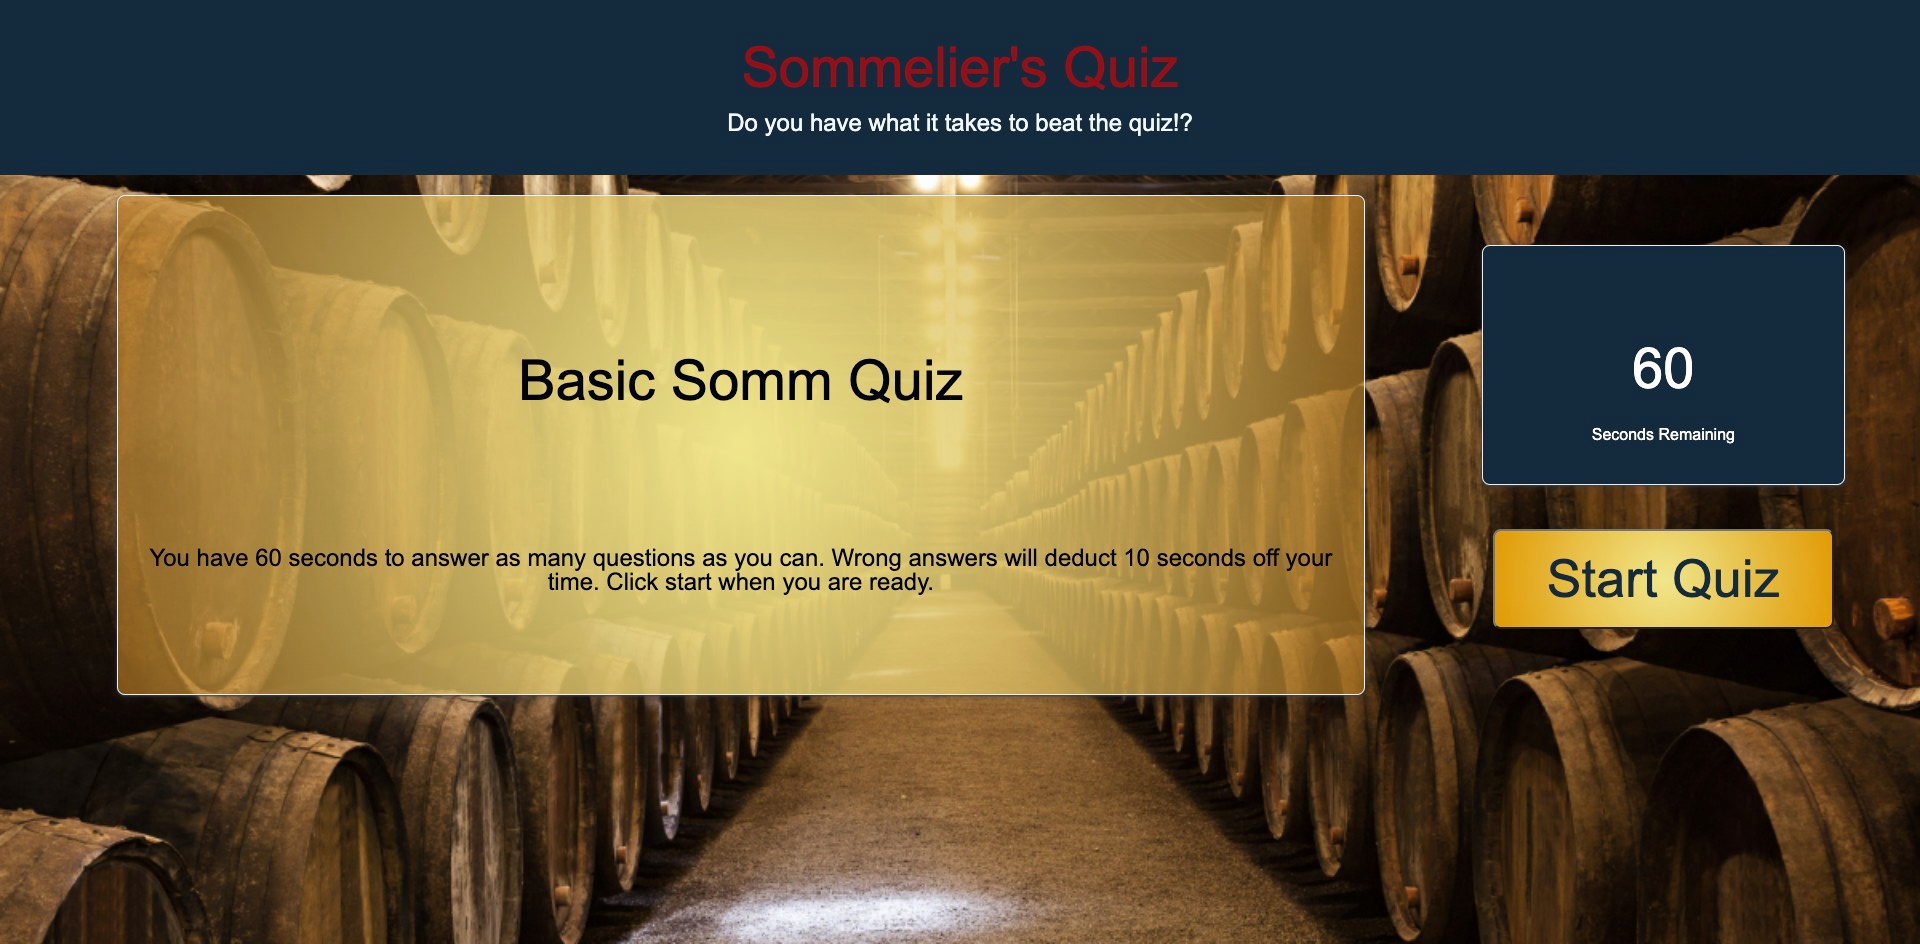 Sommelier's Quiz
Do you have what it takes to beat the quiz!?
Basic Somm Quiz
You have 60 seconds to answer as many questions as you can. Wrong answers will deduct 10 seconds off your
time. Click start when you are ready.
60
Seconds Remaining
Start Quiz